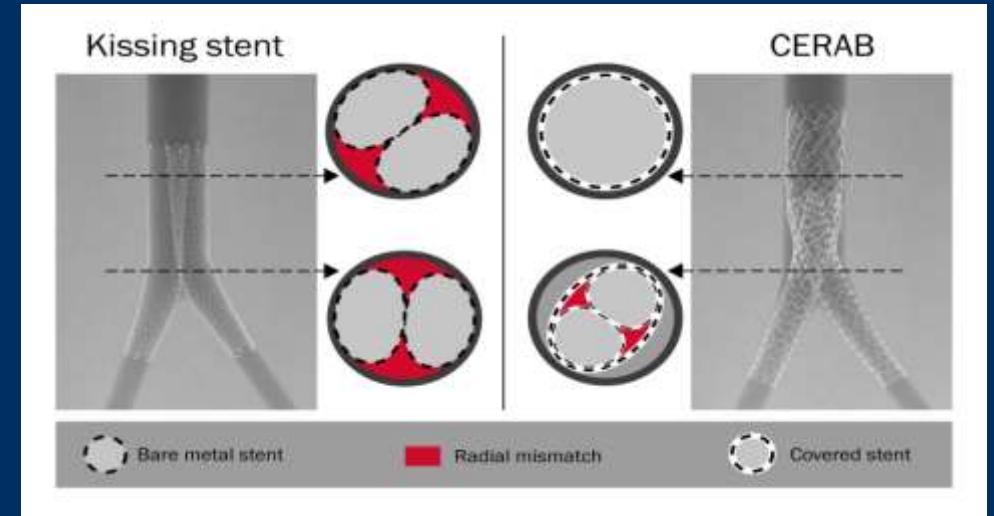 Kissing stent
CERAB
Bare metal stent
Radial mismatch
Covered stent